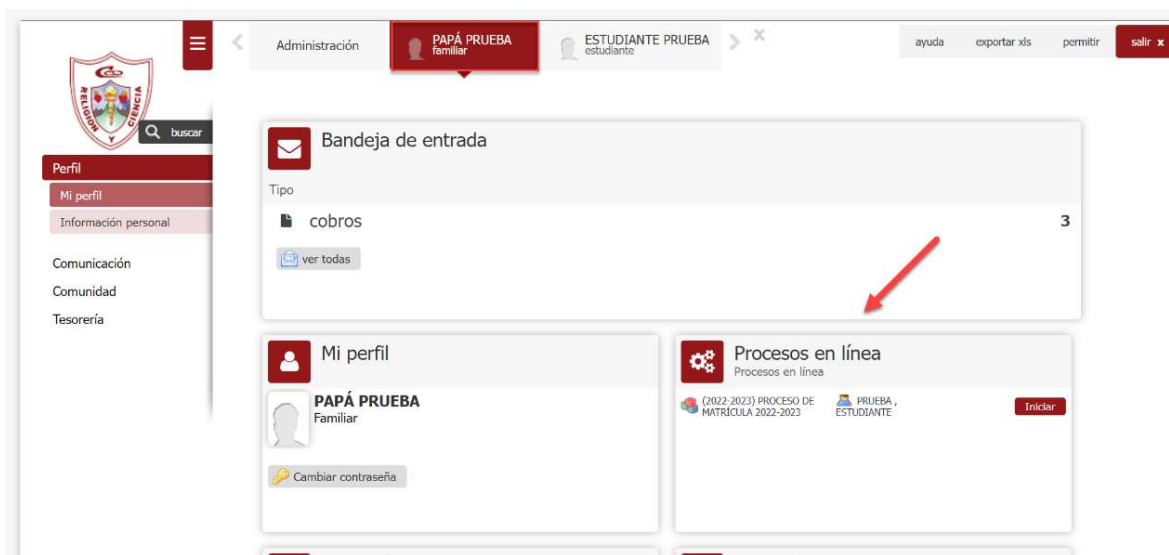 Administración
PAPÁ PRUEBA
familiar
ESTUDIANTE PRUEBA
estudiante
X
ayuda
exportar xls
permitir
salir x
RELIGION Y CIENCIA
buscar
Perfil
Mi perfil
Información personal
Comunicación
Comunidad
Tesorería
Bandeja de entrada
Tipo
cobros
3
ver todas
Mi perfil
PAPÁ PRUEBA
Familiar
Cambiar contraseña
Procesos en línea
Procesos en línea
(2022-2023) PROCESO DE
MATRÍCULA 2022-2023
PRUEBA ,
ESTUDIANTE
Iniciar